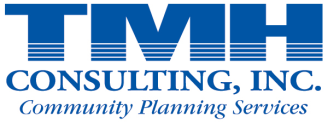 TMH
CONSULTING, INC.
Community Planning Services